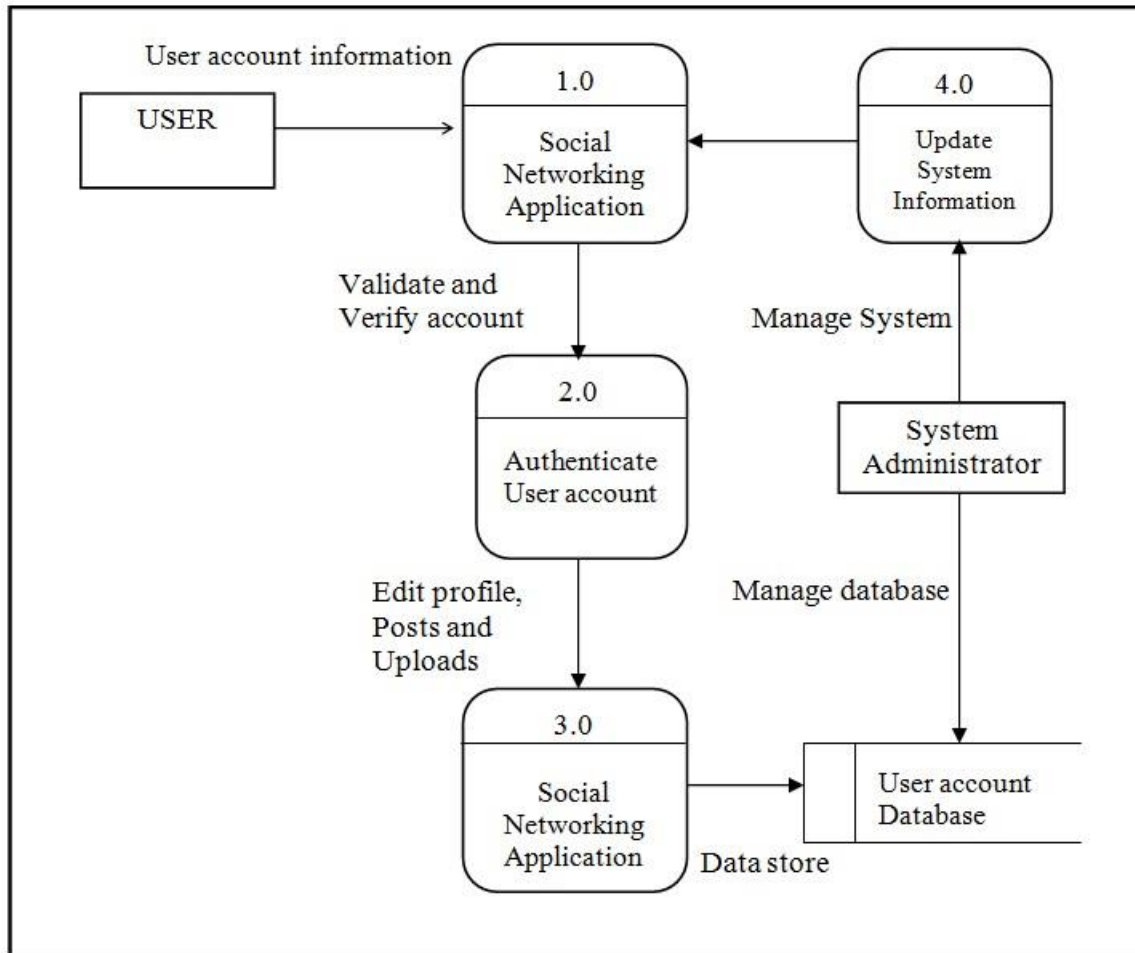 User account information
USER
1.0
Social
Networking
Application
4.0
Update
System
Information
Validate and
Verify account
Manage System
2.0
Authenticate
User account
System
Administrator
Edit profile,
Posts and
Uploads
Manage database
3.0
Social
Networking
Application
User account
Database
Data store